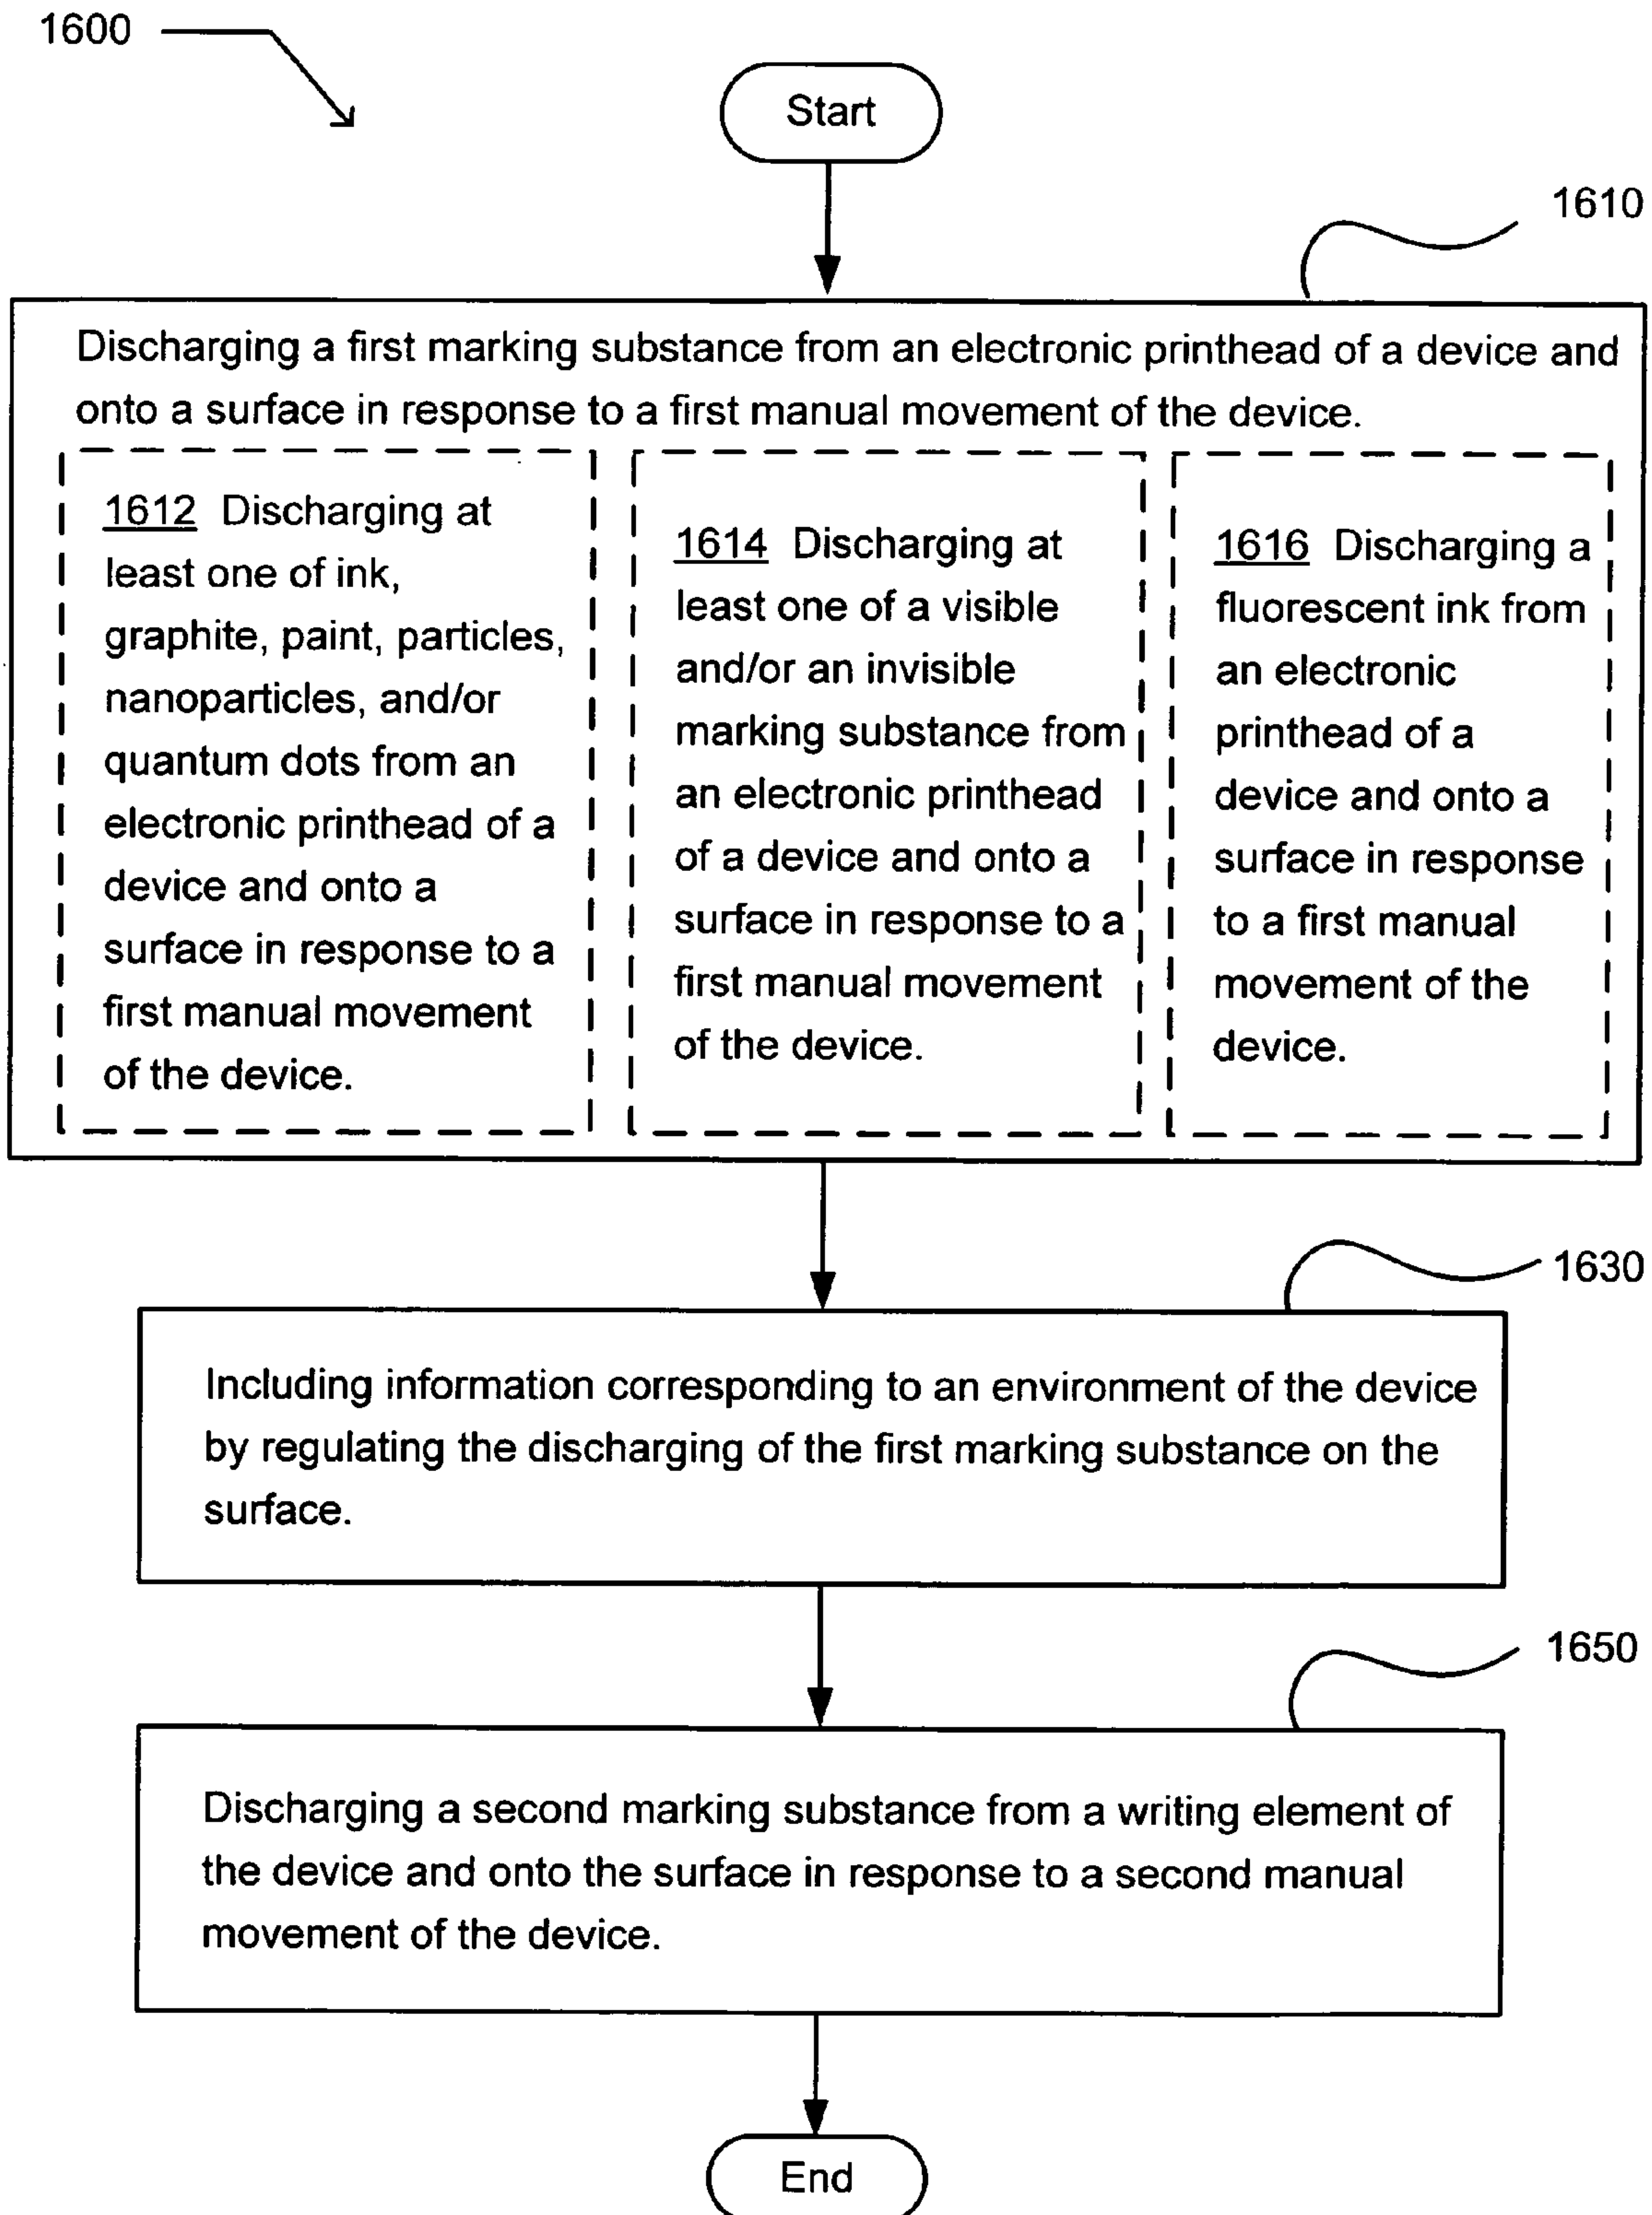 1600
Start
1610
Discharging a first marking substance from an electronic printhead of a device and
onto a surface in response to a first manual movement of the device.
1612 Discharging at
least one of ink,
graphite, paint, particles,
nanoparticles, and/or
quantum dots from an
electronic printhead of a
device and onto a
surface in response to a
first manual movement
of the device.
1614 Discharging at
least one of a visible
and/or an invisible
marking substance from
an electronic printhead
of a device and onto a
surface in response to a
first manual movement
of the device.
1616 Discharging a
fluorescent ink from
an electronic
printhead of a
device and onto a
surface in response
to a first manual
movement of the
device.
1630
Including information corresponding to an environment of the device
by regulating the discharging of the first marking substance on the
surface.
1650
Discharging a second marking substance from a writing element of
the device and onto the surface in response to a second manual
movement of the device.
End